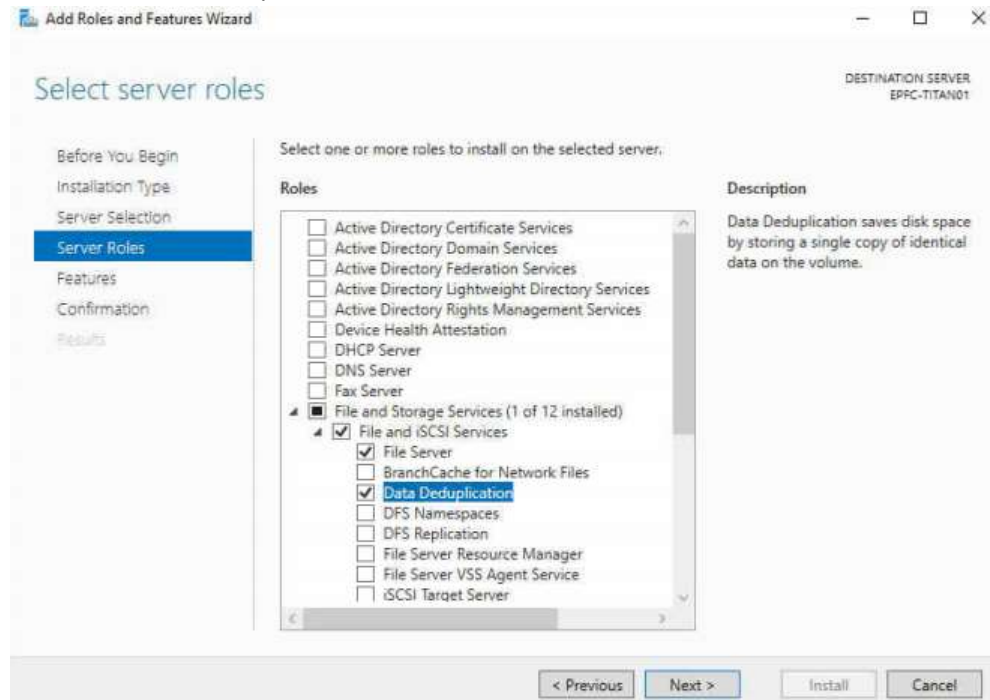 Add Roles and Features Wizard
Select server roles
DESTINATION SERVER
EPFC-TITAN01
Before You Begin
Installation Type
Server Selection
Server Roles
Features
Confirmation
Results
Select one or more roles to install on the selected server.
Roles
Active Directory Certificate Services
Active Directory Domain Services
Active Directory Federation Services
Active Directory Lightweight Directory Services
Active Directory Rights Management Services
Device Health Attestation
DHCP Server
DNS Server
Fax Server
File and Storage Services (1 of 12 installed)
File and iSCSI Services
File Server
BranchCache for Network Files
Data Deduplication
DFS Namespaces
DFS Replication
File Server Resource Manager
File Server VSS Agent Service
iSCSI Target Server
Description
Data Deduplication saves disk space
by storing a single copy of identical
data on the volume.
< Previous
Next >
Install
Cancel